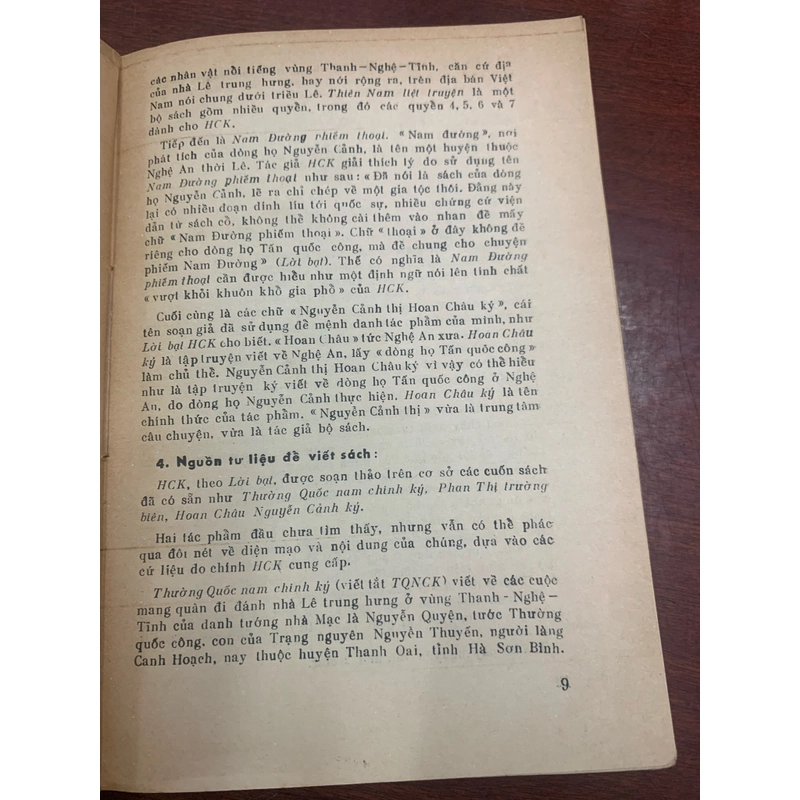 các nhân vật nổi tiếng vùng Thanh—Nghệ—Tĩnh, căn cứ địa
của nhà Lê trung hưng, hay nới rộng ra, trên địa bán Việt
Nam nói chung dưới triều Lê. Thiên Nam liệt truyện là một
bộ sách gồm nhiều quyển, trong đó các quyển 4, 5, 6 và 7
dành cho HCK.
Tiếp đến là Nam Đường phiếm thoại. « Nam đường », nơi
phát tích của dòng họ Nguyễn Cảnh, là tên một huyện thuộc
Nghệ An thời Lê. Tác giả HCK giải thích lý do sử dụng tên
Nam Đường phiếm thoại như sau : « Đã nói là sách của dòng
họ Nguyễn Cảnh, lẽ ra chỉ chép về một gia tộc thôi. Đằng này
lại có nhiều đoạn dính líu tới quốc sự, nhiều chứng cứ viện
dẫn từ sách cổ, không thể không cài thêm vào nhan đề mấy
chữ « Nam Đường phiếm thoại ». Chữ « thoại » ở đây không để
riêng cho dòng họ Tấn quốc công, mà để chung cho chuyện
phiếm Nam Đường » (Lời bạt). Thế có nghĩa là Nam Đường
phiếm thoại cần được hiểu như một định ngữ nói lên tính chất
« vượt khỏi khuôn khổ gia phổ » của HCK.
Cuối cùng là các chữ « Nguyễn Cảnh thị Hoan Châu ký », cái
tên soạn giả đã sử dụng để mệnh danh tác phẩm của mình, như
Lời bạt HCK cho biết. « Hoan Châu » tức Nghệ An xưa. Hoan Châu
ký là tập truyện viết về Nghệ An, lấy « dòng họ Tấn quốc công »
làm chủ thể. Nguyễn Cảnh thị Hoan Châu ký vì vậy có thể hiểu
như là tập truyện ký viết về dòng họ Tấn quốc công ở Nghệ
An, do dòng họ Nguyễn Cảnh thực hiện. Hoan Châu ký là tên
chính thức của tác phẩm. « Nguyễn Cảnh thị » vừa là trung tâm
câu chuyện, vừa là tác giả bộ sách.
4. Nguồn tư liệu để viết sách :
HCK, theo Lời bạt, được soạn thảo trên cơ sở các cuốn sách
đã có sẵn như Thường Quốc nam chinh ký, Phan Thị trường
biên, Hoan Châu Nguyễn Cảnh ký.
Hai tác phẩm đầu chưa tìm thấy, nhưng vẫn có thể phác
qua đôi nét về diện mạo và nội dung của chúng, dựa vào các
cứ liệu do chính HCK cung cấp.
Thường Quốc nam chinh ký (viết tắt TQNCK) viết về các cuộc
mang quân đi đánh nhà Lê trung hưng ở vùng Thanh - Nghệ—
Tĩnh của danh tướng nhà Mạc là Nguyễn Quyện, tước Thường
quốc công, con của Trạng nguyên Nguyễn Thuyến, người làng
Canh Hoạch, nay thuộc huyện Thanh Oai, tỉnh Hà Sơn Bình.
9